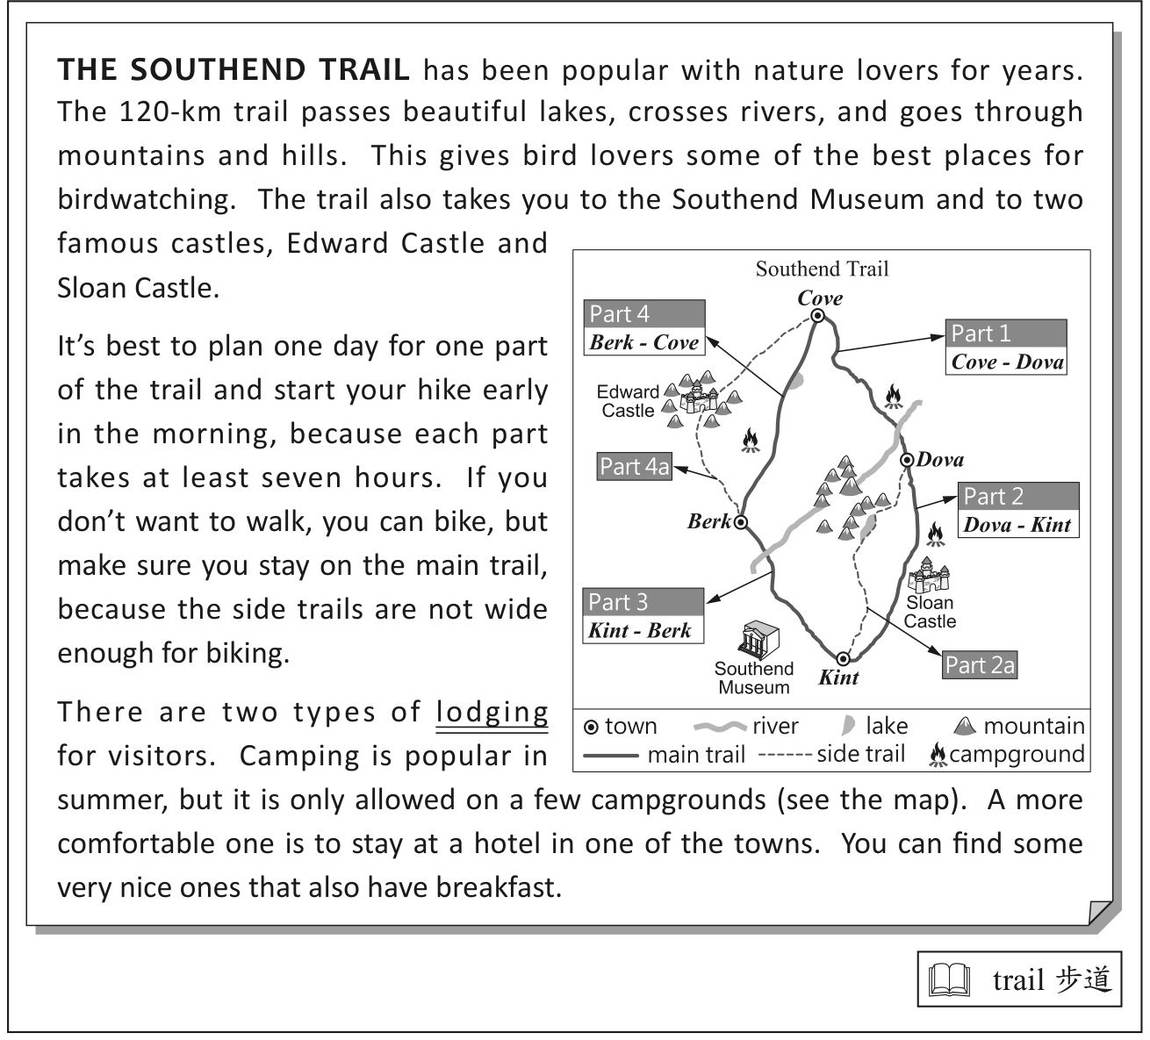 THE SOUTHEND TRAIL has been popular with nature lovers for years.
The 120-km trail passes beautiful lakes, crosses rivers, and goes through
mountains and hills. This gives bird lovers some of the best places for
birdwatching. The trail also takes you to the Southend Museum and to two
famous castles, Edward Castle and
Sloan Castle.
It's best to plan one day for one part
of the trail and start your hike early
in the morning, because each part
takes at least seven hours. If you
don't want to walk, you can bike, but
make sure you stay on the main trail,
because the side trails are not wide
enough for biking.
There are two types of lodging
for visitors. Camping is popular in
summer, but it is only allowed on a few campgrounds (see the map). A more
comfortable one is to stay at a hotel in one of the towns. You can find some
very nice ones that also have breakfast.
Southend Trail
Cove
Part 4
Berk - Cove
Part 1
Cove - Dova
Edward
Castle
Part 4a
Dova
Part 2
Dova - Kint
Berk
Part 3
Kint - Berk
Sloan
Castle
Southend
Museum
Kint
Part 2a
town
river
lake
mountain
main trail
side trail
campground
trail 步道